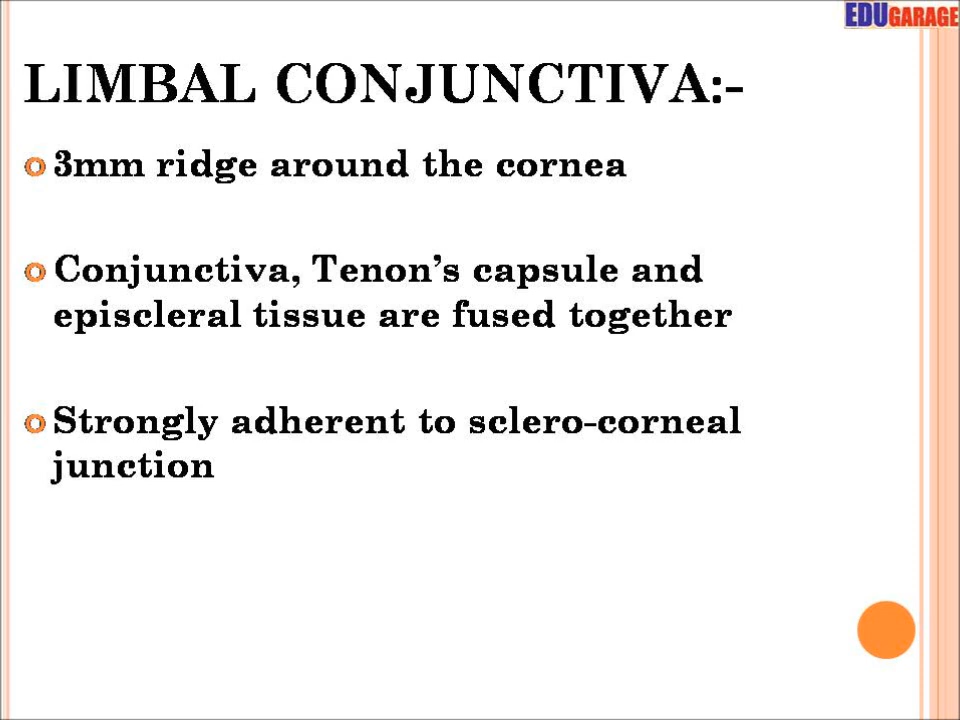 EDUGARAGE
LIMBAL CONJUNCTIVA:-
3mm ridge around the cornea
Conjunctiva, Tenon's capsule and
episcleral tissue are fused together
Strongly adherent to sclero-corneal
junction